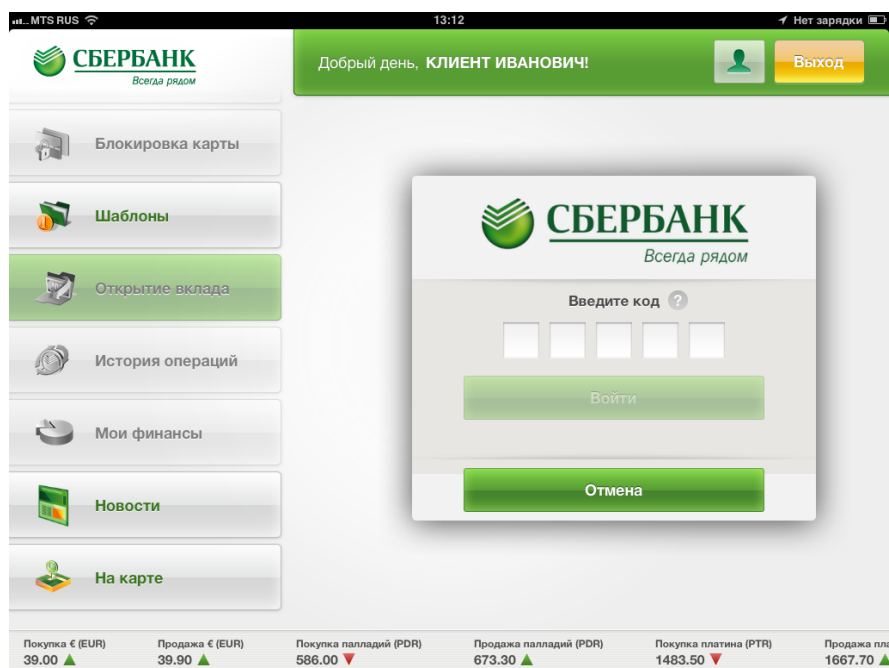 MTS RUS
13:12
Нет зарядки
СБЕРБАНК
Всегда рядом
Добрый день, КЛИЕНТ ИВАНОВИЧ!
Выход
Блокировка карты
Шаблоны
Открытие вклада
История операций
Мои финансы
Новости
На карте
СБЕРБАНК
Всегда рядом
Введите код ?
Войти
Отмена
Покупка € (EUR)
39.00
Продажа € (EUR)
39.90
Покупка палладий (PDR)
586.00
Продажа палладий (PDR)
673.30
Покупка платина (PTR)
1483.50
Продажа пла
1667.70